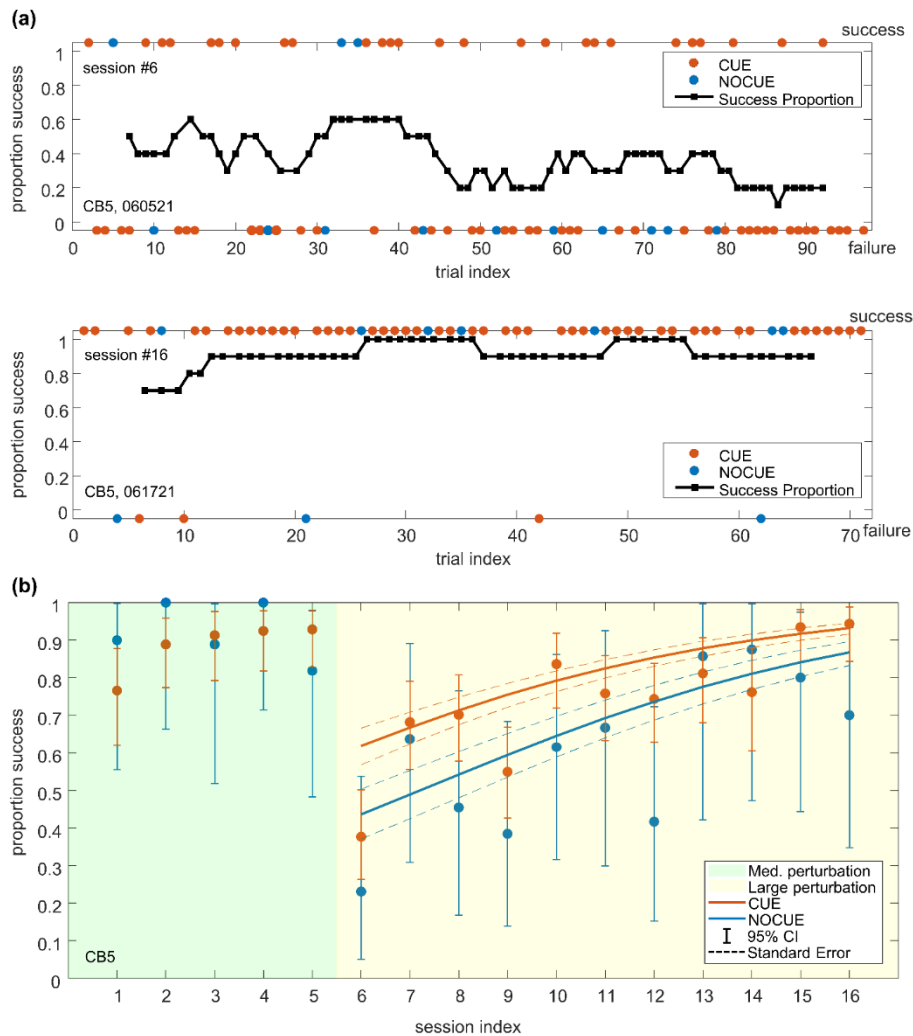 (a)
success
1
session #6
CUE
NOCUE
Success Proportion
0.8
0.6
0.4
0.2
CB5, 060521
0
0 10 20 30 40 50 60 70 80 90
failure
trial index
proportion success
success
1
session #16
0.8
0.6
0.4
CUE
NOCUE
Success Proportion
0.2
CB5, 061721
0
0 10 20 30 40 50 60 70
failure
trial index
proportion success
(b)
1
0.9
0.8
0.7
0.6
0.5
0.4
0.3
0.2
0.1
0
proportion success
Med. perturbation
Large perturbation
CUE
NOCUE
95% CI
Standard Error
CB5
1 2 3 4 5 6 7 8 9 10 11 12 13 14 15 16
session index